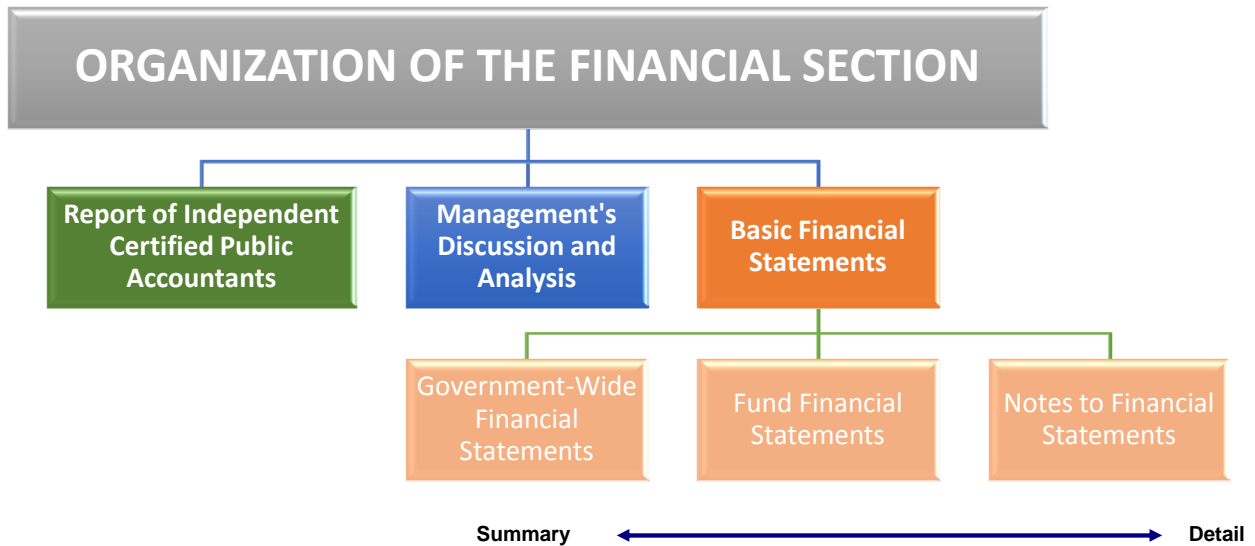 ORGANIZATION OF THE FINANCIAL SECTION
Report of Independent
Certified Public
Accountants
Management's
Discussion and
Analysis
Basic Financial
Statements
Government-Wide
Financial
Statements
Fund Financial
Statements
Notes to Financial
Statements
Summary
Detail